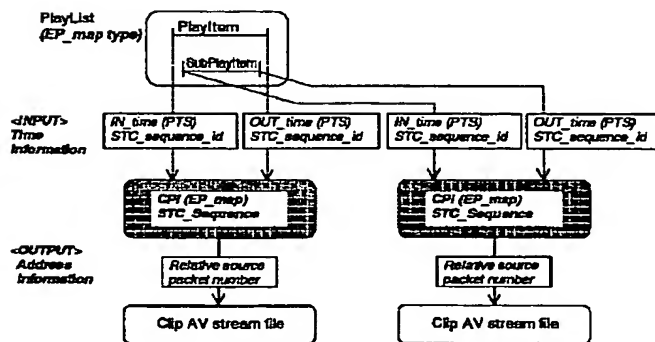 PlayList
(EP_map type)
PlayItem
SubPlayItem
<INPUT>
Time
Information
IN_time (PTS)
STC_sequence_id
OUT_time (PTS)
STC_sequence_id
IN_time (PTS)
STC_sequence_id
OUT_time (PTS)
STC_sequence_id
CPI (EP_map)
STC_Sequence
CPI (EP_map)
STC_Sequence
<OUTPUT>
Address
Information
Relative source
packet number
Relative source
packet number
Clip AV stream file
Clip AV stream file